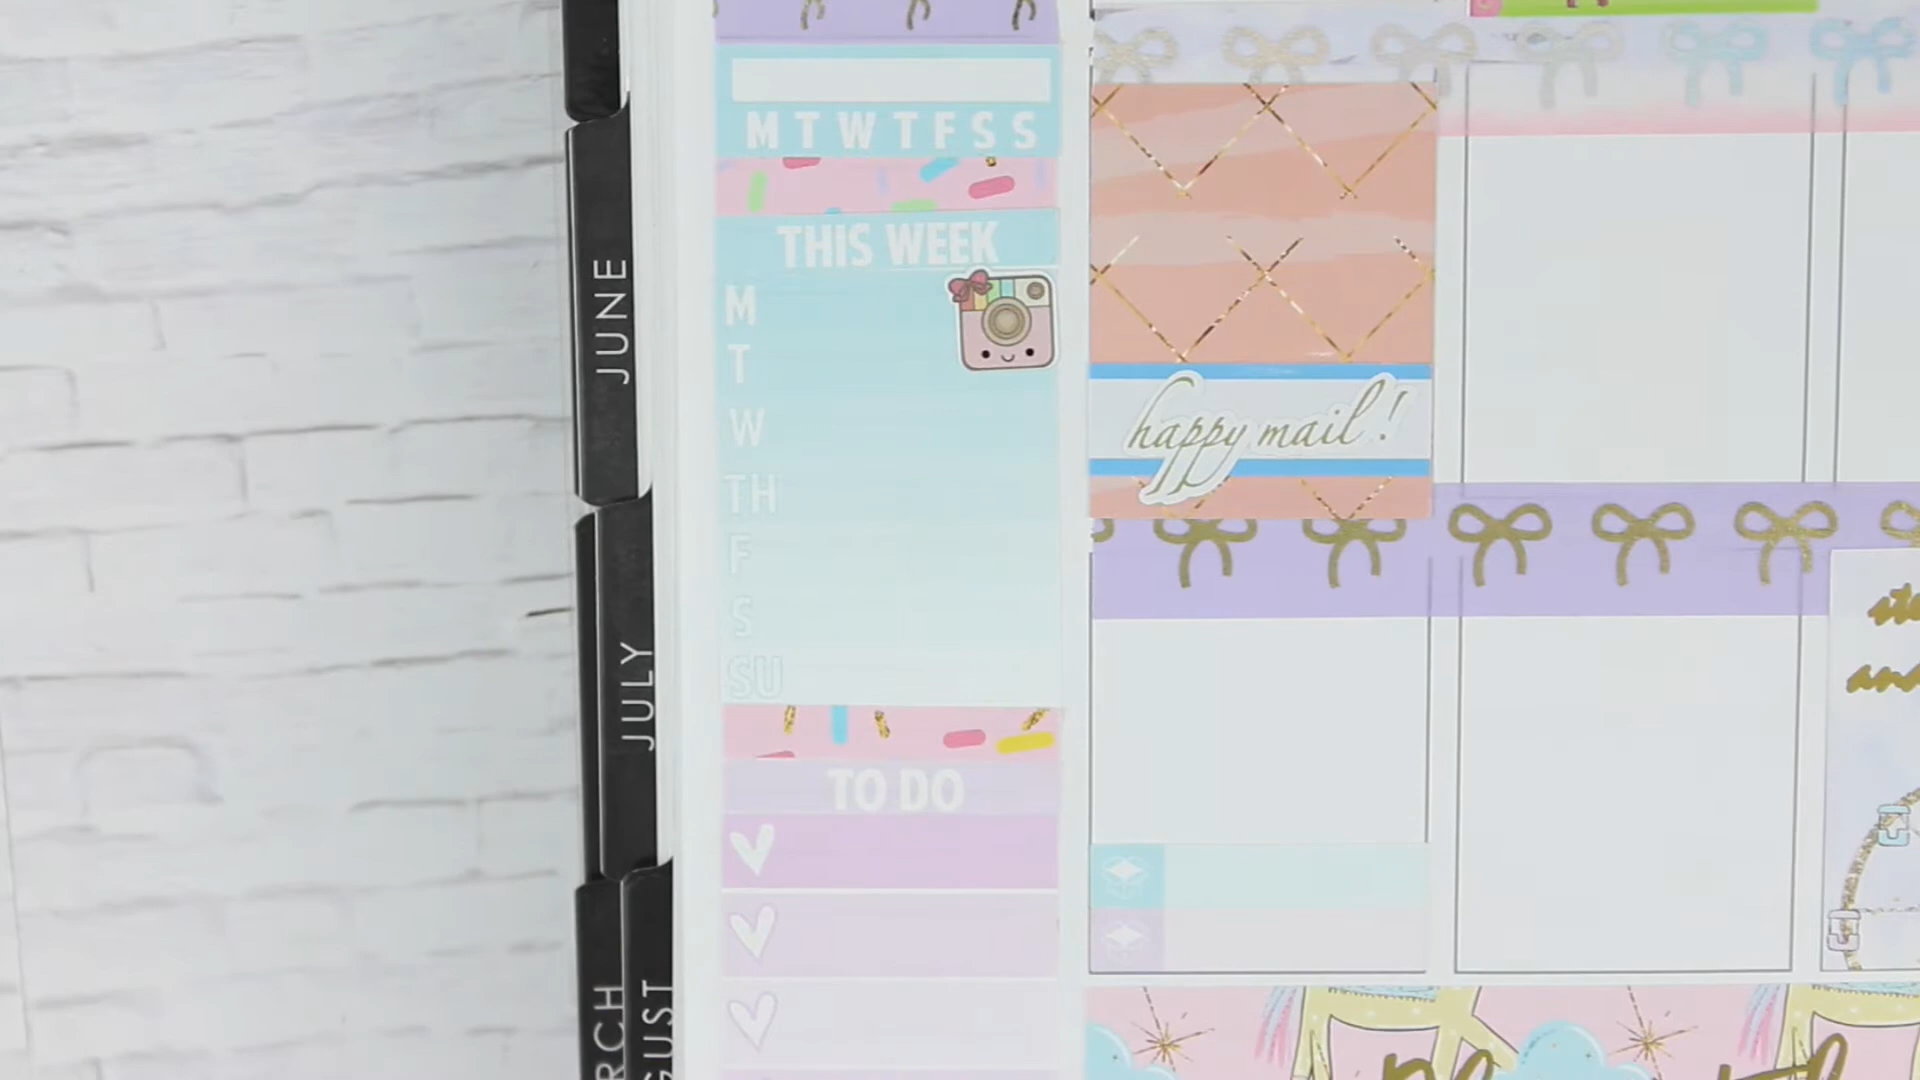 JUNE
JULY
RCH
GUST
M T W T F S S
THIS WEEK
M
T
W
TH
F
S
SU
TO DO
happy mail!